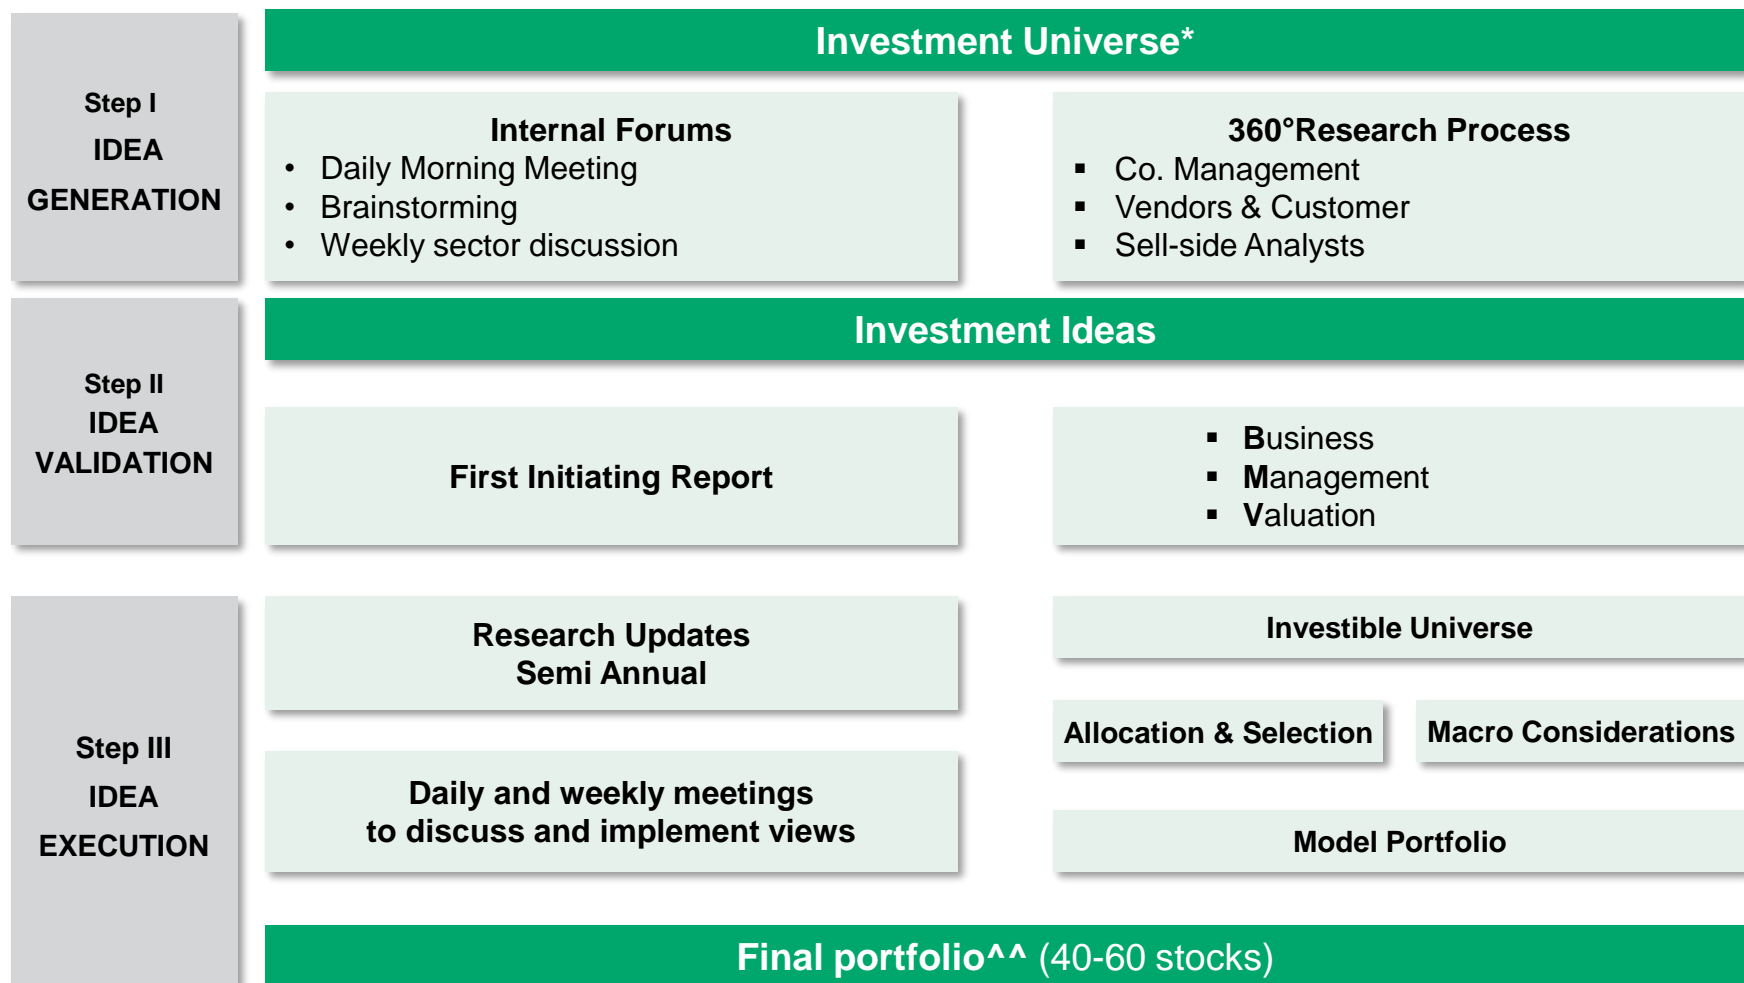 Investment Universe*
Step I
IDEA
GENERATION
Internal Forums
• Daily Morning Meeting
• Brainstorming
• Weekly sector discussion
360°Research Process
▪ Co. Management
▪ Vendors & Customer
▪ Sell-side Analysts
Investment Ideas
Step II
IDEA
VALIDATION
First Initiating Report
▪ Business
▪ Management
▪ Valuation
Step III
IDEA
EXECUTION
Research Updates
Semi Annual
Daily and weekly meetings
to discuss and implement views
Investible Universe
Allocation & Selection
Macro Considerations
Model Portfolio
Final portfolio^^ (40-60 stocks)